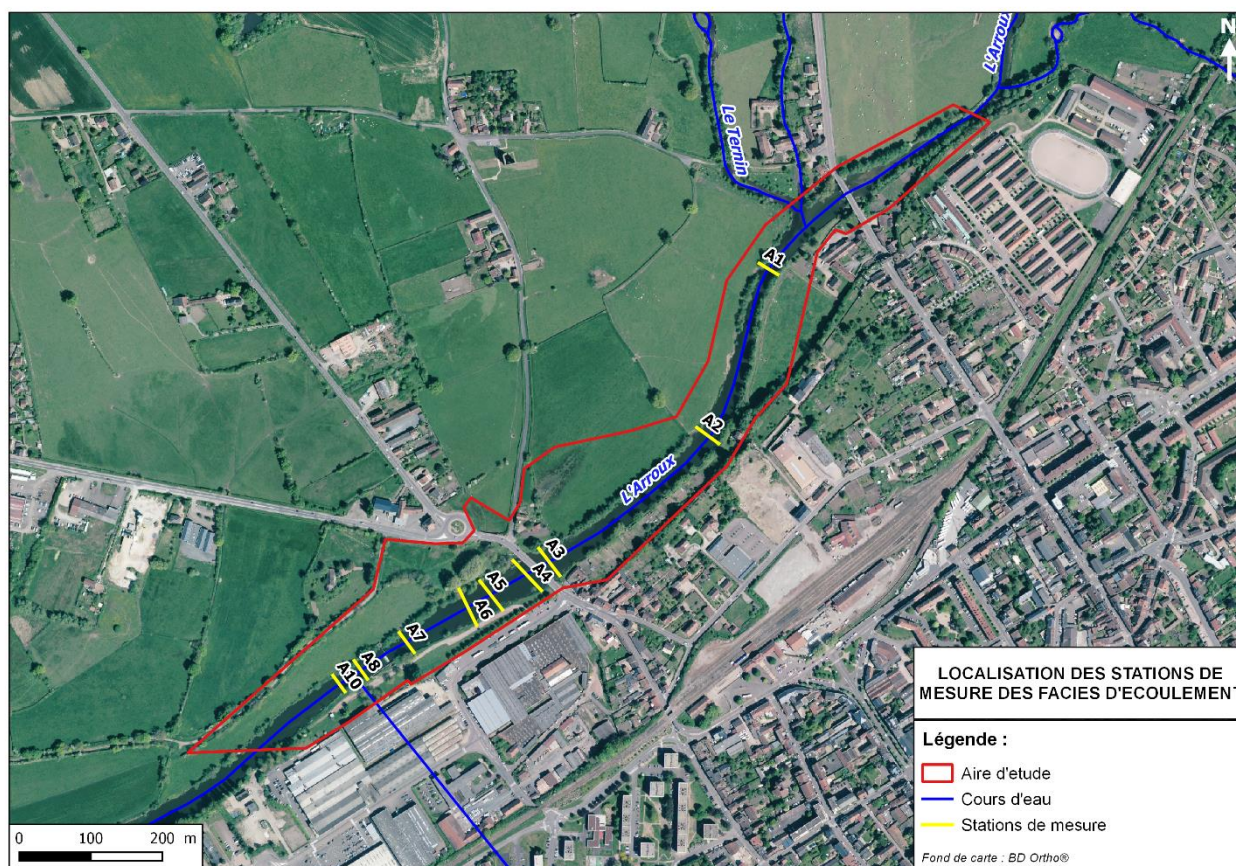 L'Arroux
N
Le Ternin
A1
A2
L'Arroux
A3
A4
A5
A6
A7
A8
A10
LOCALISATION DES STATIONS DE
MESURE DES FACIES D'ECOULEMENT
Légende :
Aire d'etude
Cours d'eau
Stations de mesure
Fond de carte : BD Ortho®
0 100 200 m